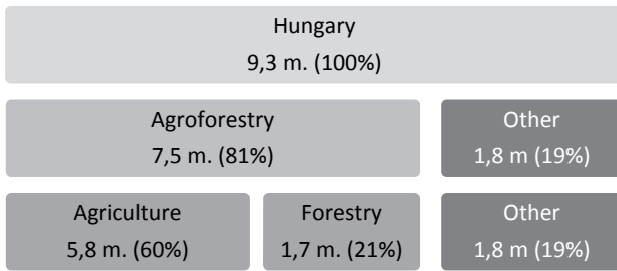 Hungary
9,3 m. (100%)
Agroforestry
7,5 m. (81%)
Other
1,8 m (19%)
Agriculture
5,8 m. (60%)
Forestry
1,7 m. (21%)
Other
1,8 m (19%)